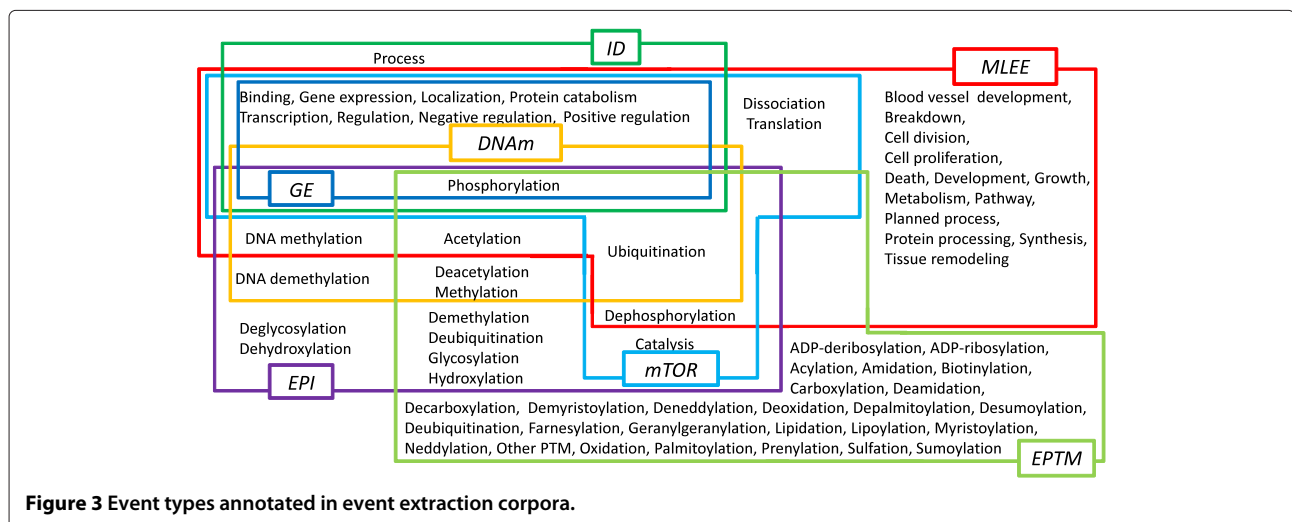 ID
Process
MLEE
Binding, Gene expression, Localization, Protein catabolism
Transcription, Regulation, Negative regulation, Positive regulation
Dissociation
Translation
Blood vessel development,
Breakdown,
Cell division,
Cell proliferation,
Death, Development, Growth,
Metabolism, Pathway,
Planned process,
Protein processing, Synthesis,
Tissue remodeling
DNAm
GE
Phosphorylation
DNA methylation
Acetylation
Ubiquitination
DNA demethylation
Deacetylation
Methylation
Dephosphorylation
Deglycosylation
Dehydroxylation
Demethylation
Deubiquitination
Glycosylation
Hydroxylation
Catalysis
EPI
mTOR
ADP-deribosylation, ADP-ribosylation,
Acylation, Amidation, Biotinylation,
Carboxylation, Deamidation,
Decarboxylation, Demyristoylation, Deneddylation, Deoxidation, Depalmitoylation, Desumoylation,
Deubiquitination, Farnesylation, Geranylgeranylation, Lipidation, Lipoylation, Myristoylation,
Neddylation, Other PTM, Oxidation, Palmitoylation, Prenylation, Sulfation, Sumoylation
EPTM
Figure 3 Event types annotated in event extraction corpora.